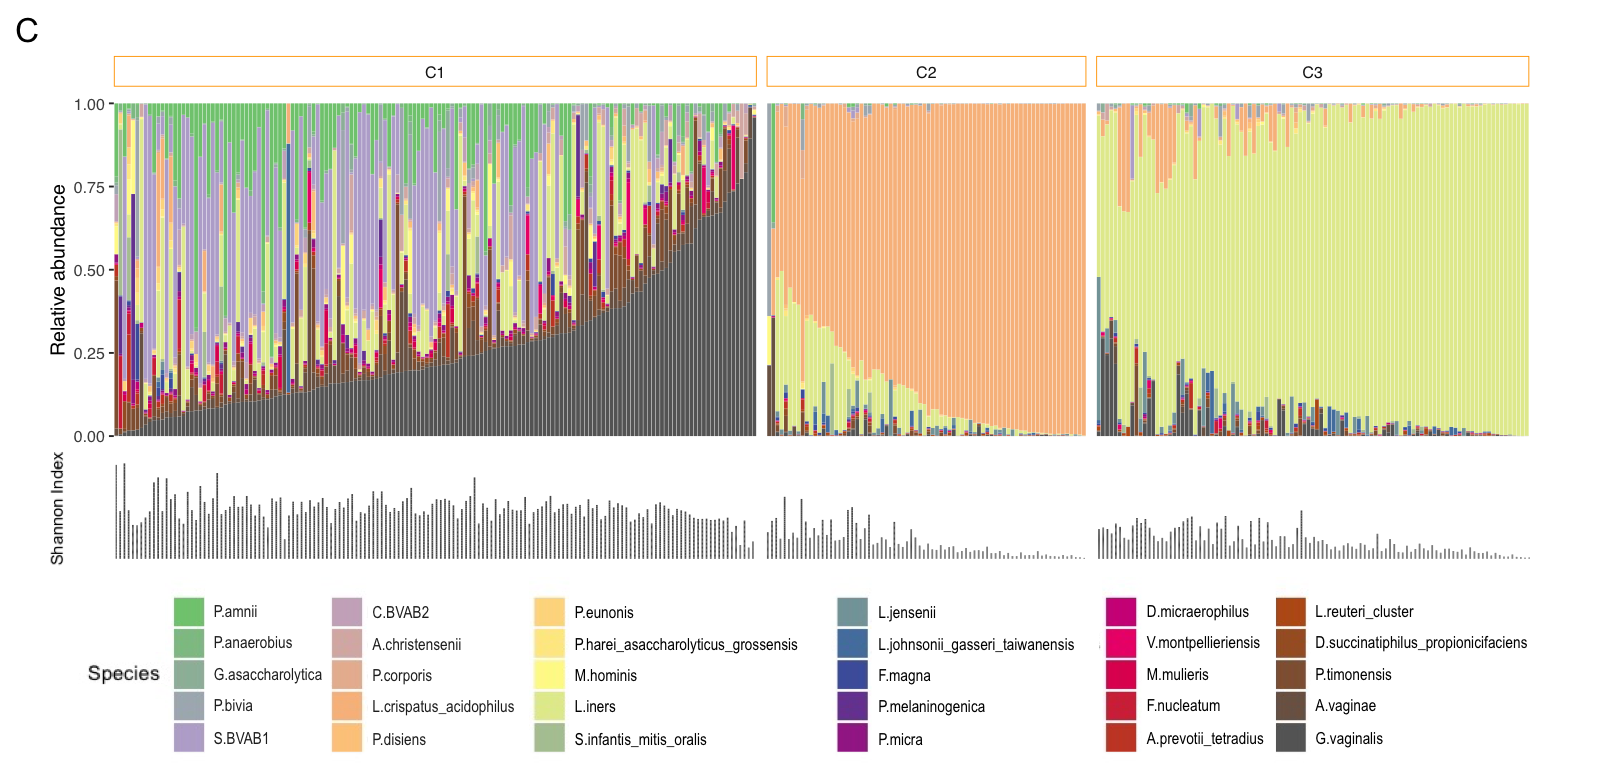 C
C1 C2 C3
1.00
0.75
0.50
0.25
0.00
Relative abundance
Shannon Index
Species
P.amnii C.BVAB2 P.eunonis L.jensenii D.micraerophilus L.reuteri_cluster
P.anaerobius A.christensenii P.harei_asaccharolyticus_grossensis L.johnsonii_gasseri_taiwanensis V.montpellieriensis D.succinatiphilus_propionicifaciens
G.asaccharolytica P.corporis M.hominis F.magna M.mulieris P.timonensis
P.bivia L.crispatus_acidophilus L.iners P.melaninogenica F.nucleatum A.vaginae
S.BVAB1 P.disiens S.infantis_mitis_oralis P.micra A.prevotii_tetradius G.vaginalis